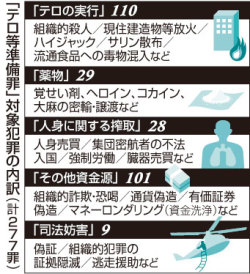 「テロ等準備罪」対象犯罪の内訳(計277罪)
「テロの実行」110
組織的殺人/現住建造物等放火/
ハイジャック/サリン散布/
流通食品への毒物混入など
「薬物」29
覚せい剤、ヘロイン、コカイン、
大麻の密輸・譲渡など
「人身に関する搾取」28
人身売買/集団密航者の不法
入国/強制労働/臓器売買など
「その他資金源」101
組織的詐欺・恐喝/通貨偽造/有価証券
偽造/マネーロンダリング(資金洗浄)など
「司法妨害」9
偽証/組織的犯罪の
証拠隠滅/逃走援助など